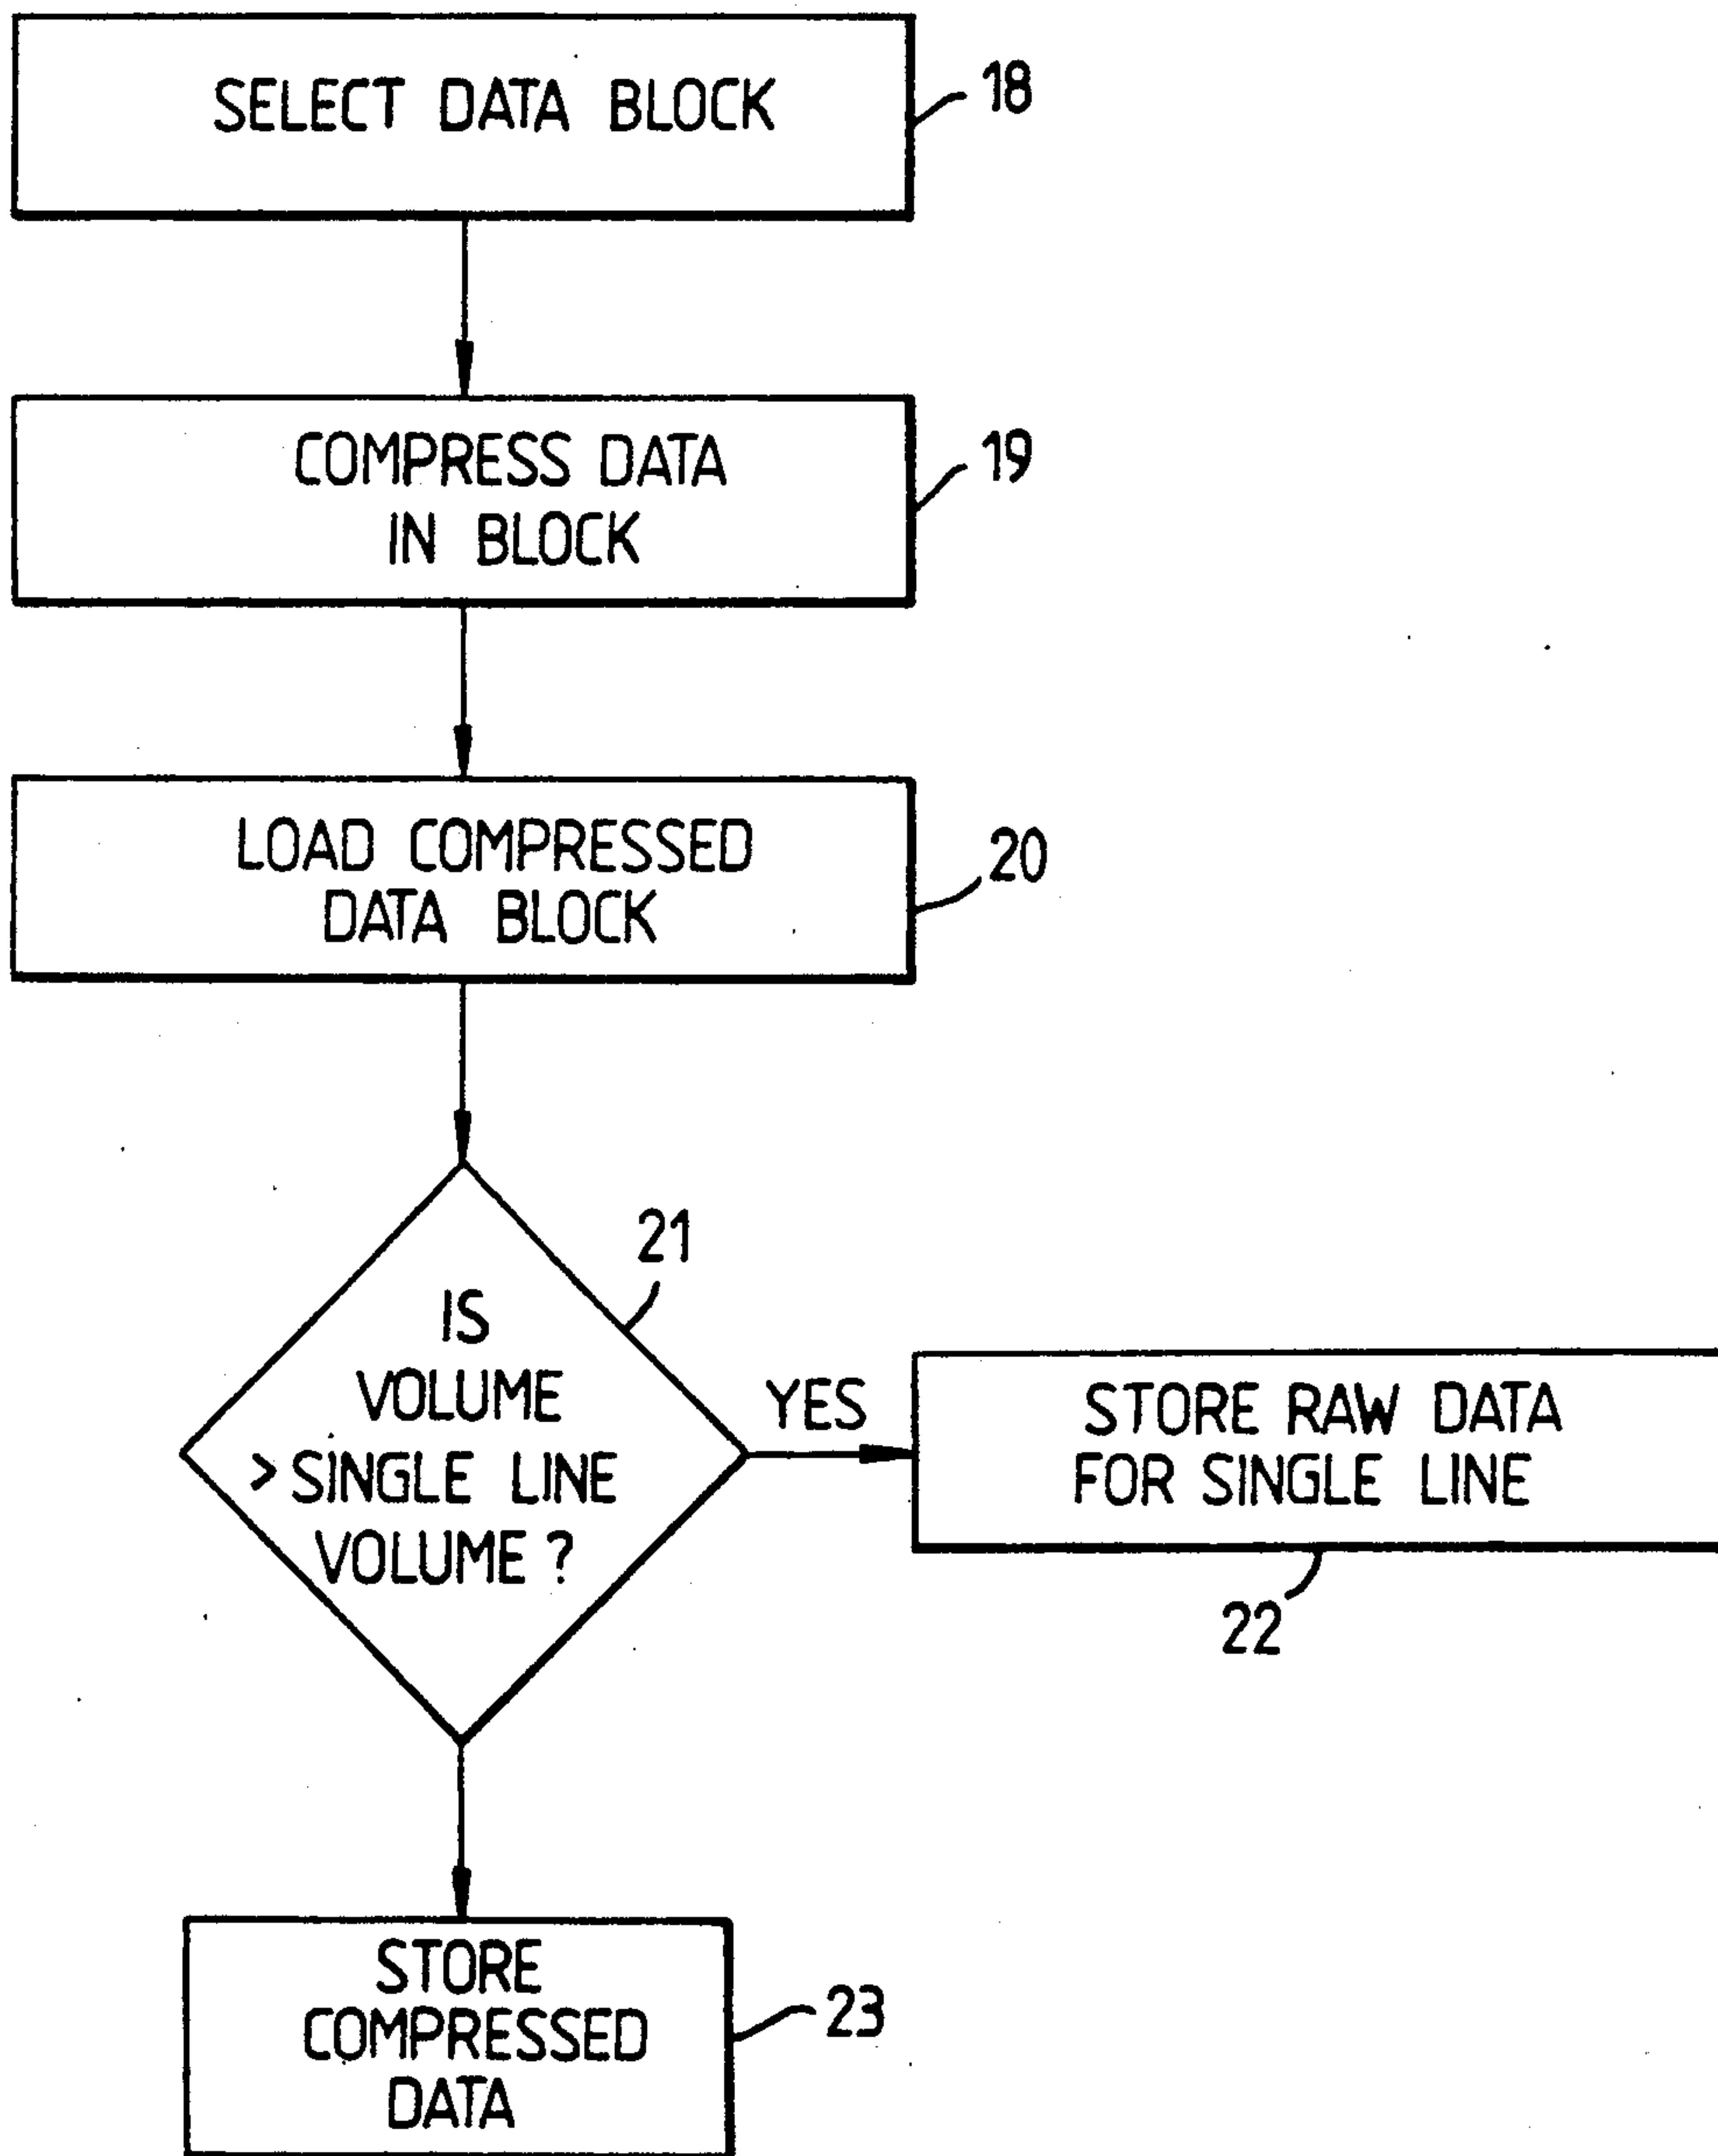 SELECT DATA BLOCK
18
COMPRESS DATA
IN BLOCK
19
LOAD COMPRESSED
DATA BLOCK
20
21
IS
VOLUME
> SINGLE LINE
VOLUME ?
YES
STORE RAW DATA
FOR SINGLE LINE
22
STORE
COMPRESSED
DATA
23